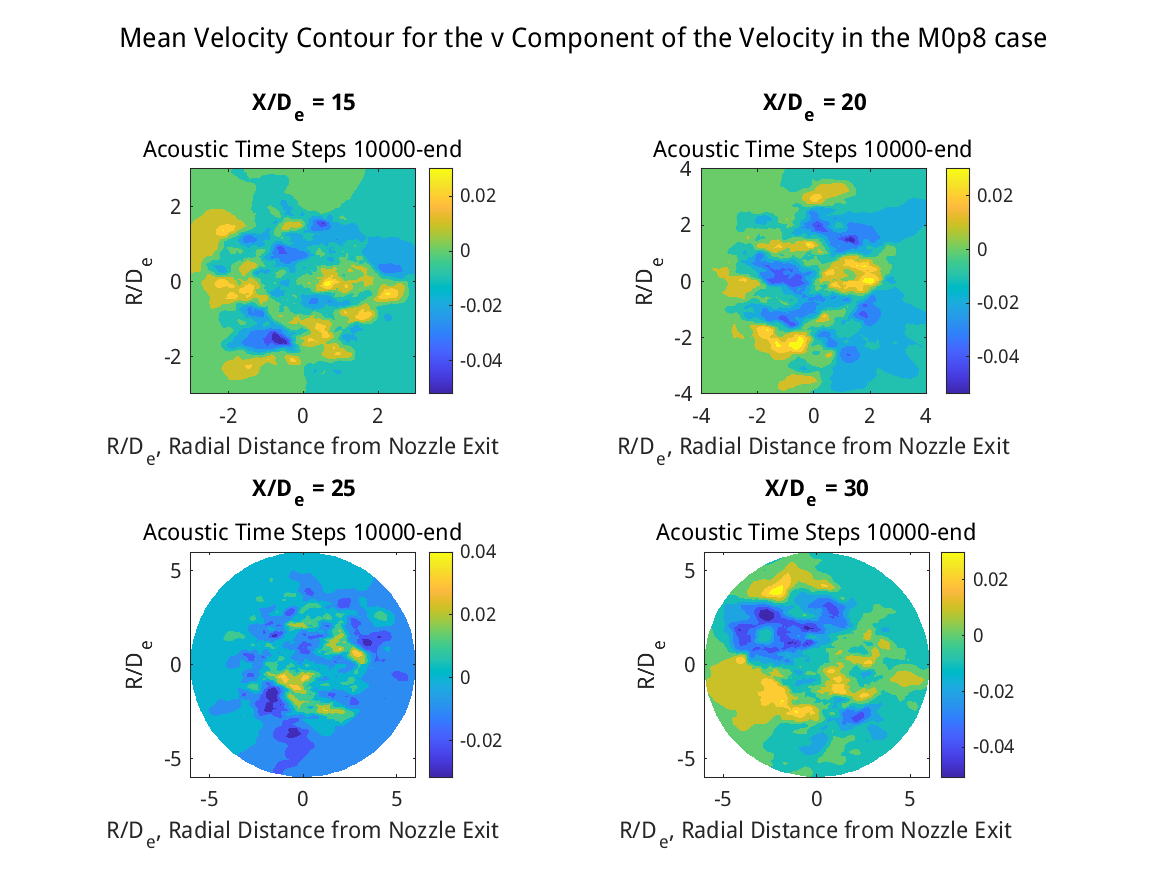 Mean Velocity Contour for the v Component of the Velocity in the M0p8 case
X/De = 15
Acoustic Time Steps 10000-end
R/De
2
0
-2
-2
0
2
0.02
0
-0.02
-0.04
R/De, Radial Distance from Nozzle Exit
X/De = 20
Acoustic Time Steps 10000-end
R/De
4
2
0
-2
-4
-4
-2
0
2
4
0.02
0
-0.02
-0.04
R/De, Radial Distance from Nozzle Exit
X/De = 25
Acoustic Time Steps 10000-end
R/De
5
0
-5
-5
0
5
0.04
0.02
0
-0.02
R/De, Radial Distance from Nozzle Exit
X/De = 30
Acoustic Time Steps 10000-end
R/De
5
0
-5
-5
0
5
0.02
0
-0.02
-0.04
R/De, Radial Distance from Nozzle Exit